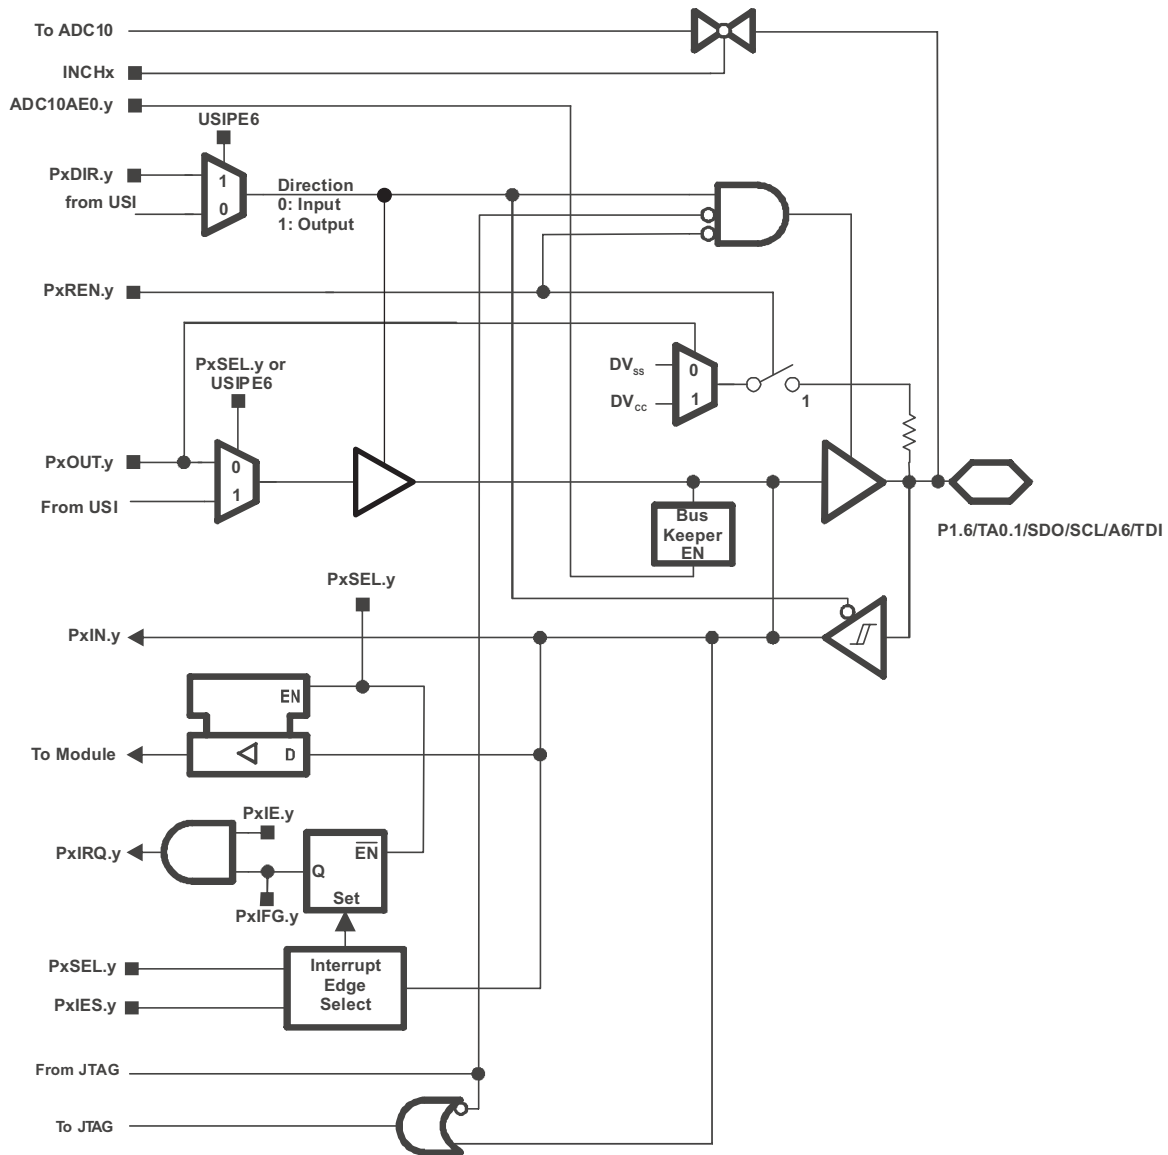 To ADC10
INCHx
ADC10AE0.y
USIPE6
PxDIR.y
1
from USI
0
Direction
0: Input
1: Output
PxREN.y
PxSEL.y or
USIPE6
DVSS
0
DVCC
1
1
PxOUT.y
0
From USI
1
Bus
Keeper
EN
P1.6/TA0.1/SDO/SCL/A6/TDI
PxSEL.y
PxIN.y
EN
To Module
D
PxIE.y
PxIRQ.y
EN
Q
Set
PxIFG.y
PxSEL.y
PxIES.y
Interrupt
Edge
Select
From JTAG
To JTAG